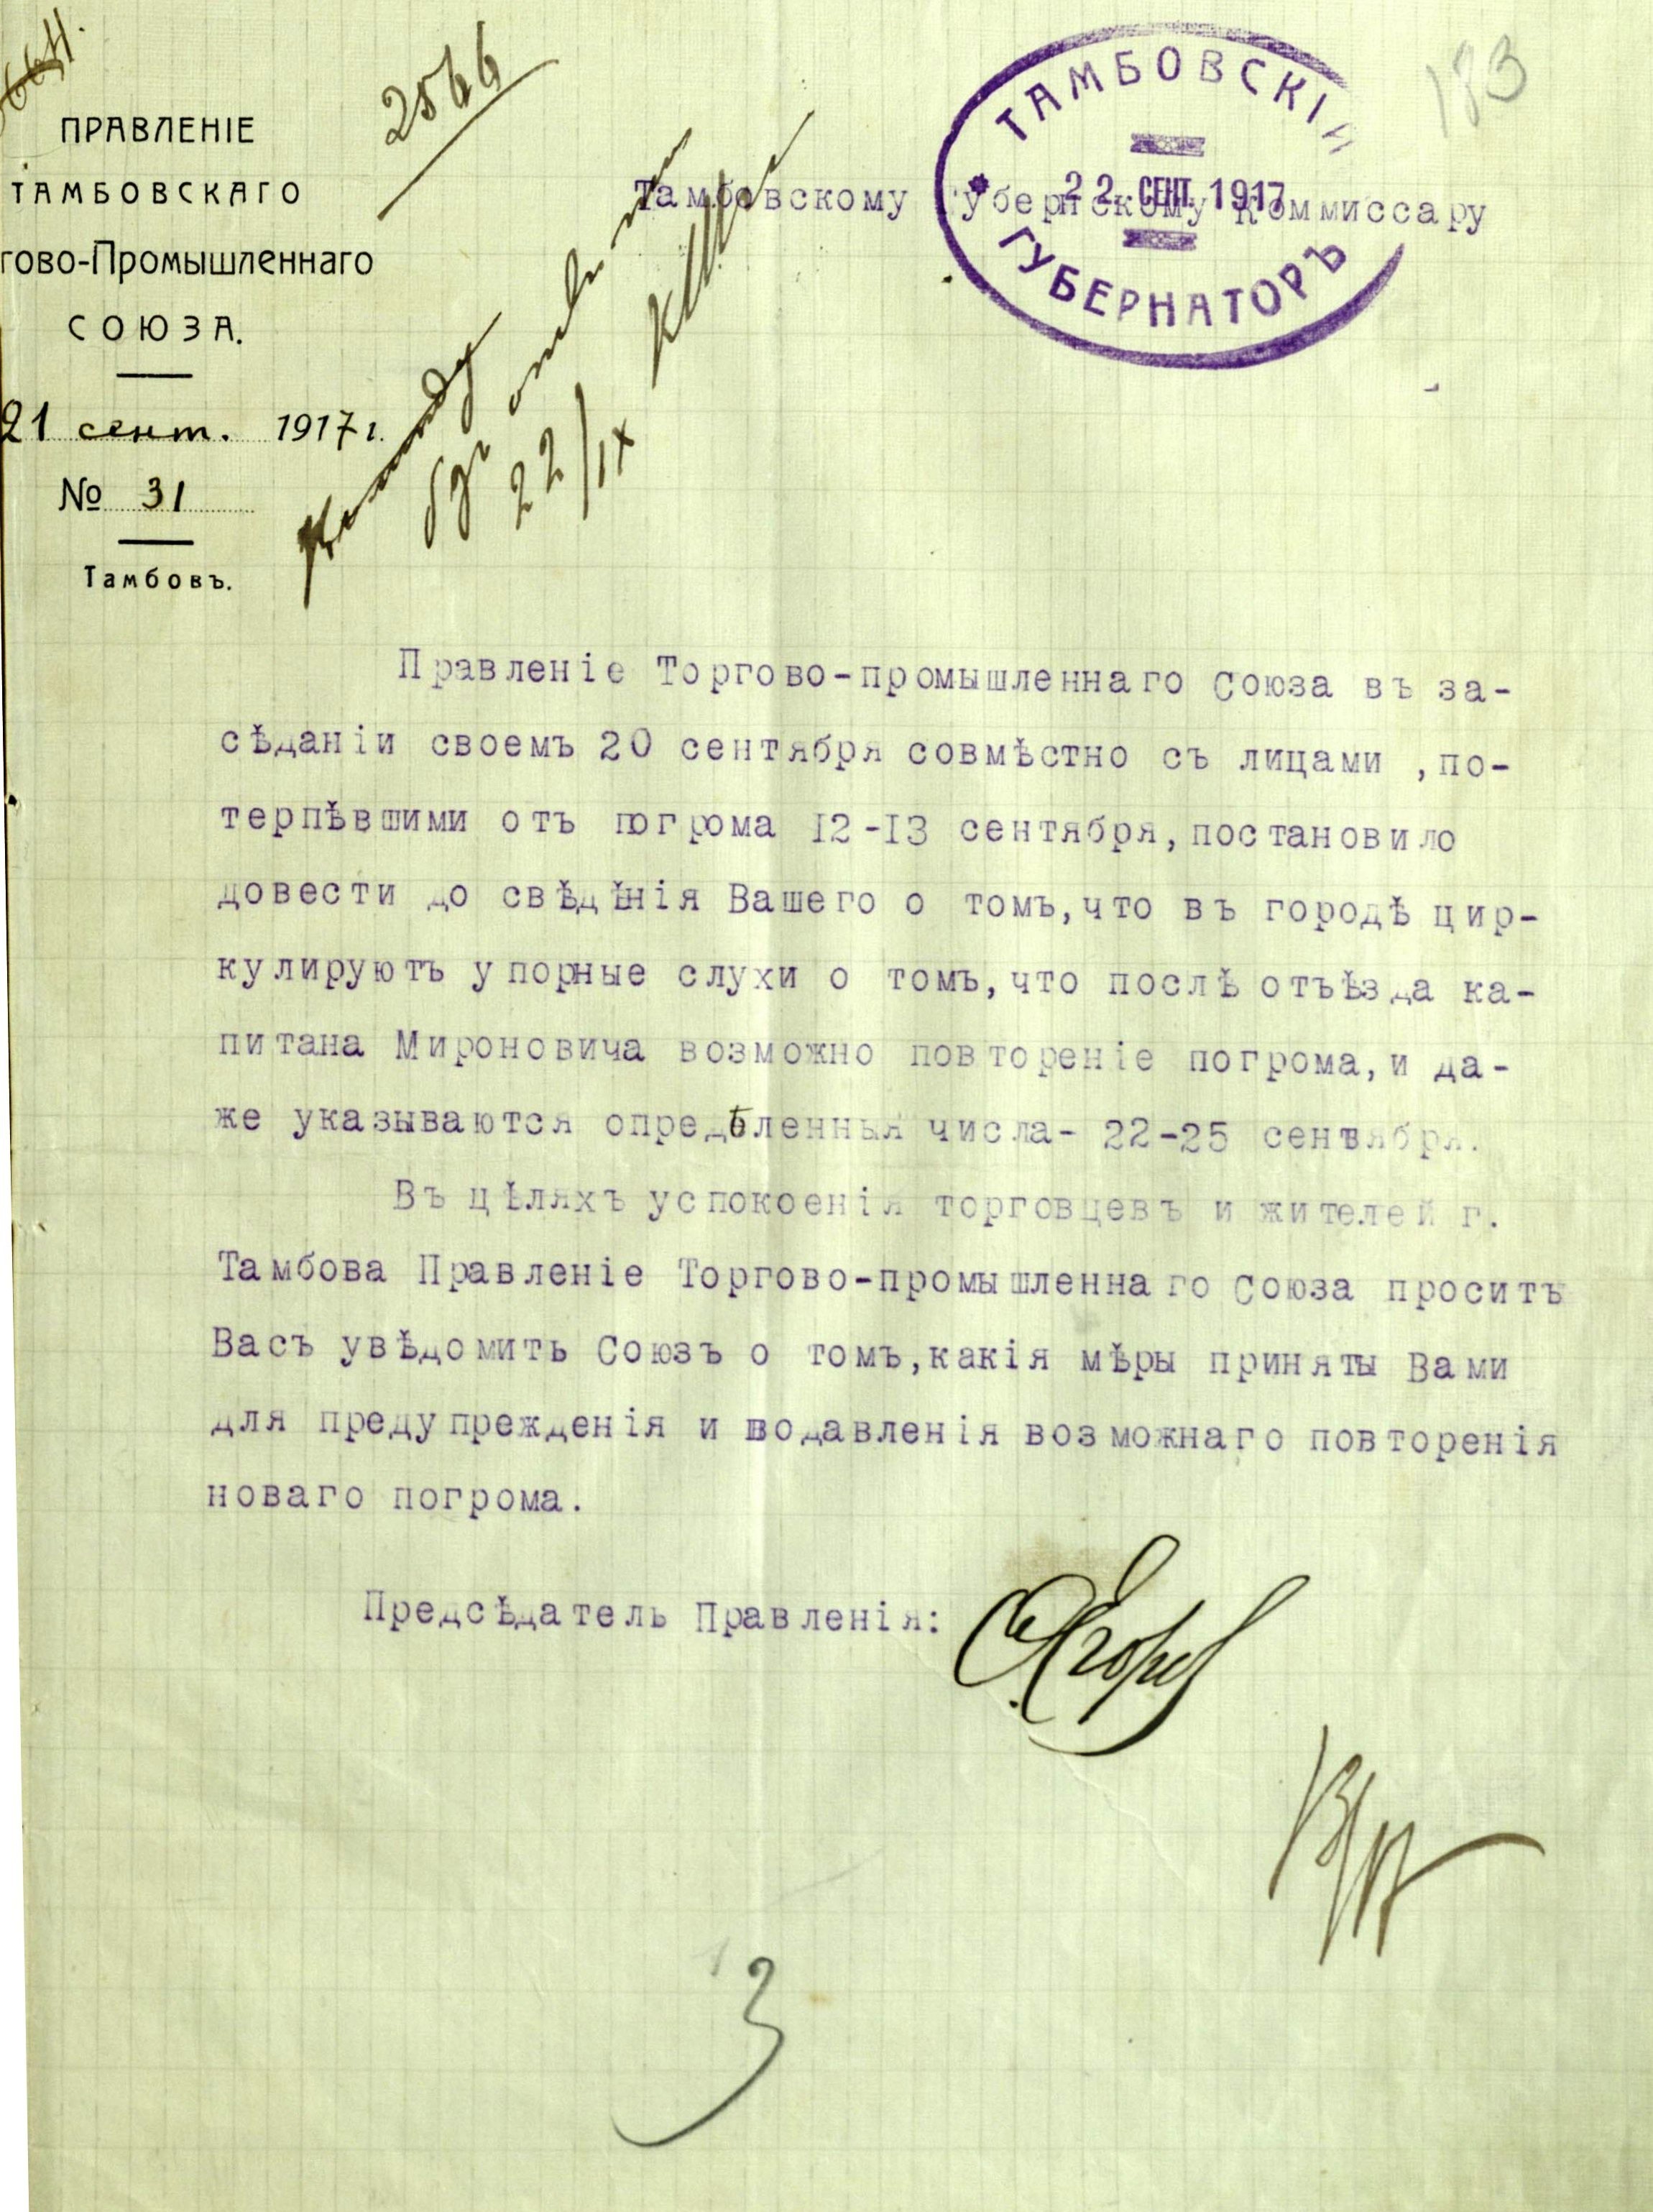 2566
183
ПРАВЛЕНІЕ
ТАМБОВСКАГО
гово-Промышленнаго
СОЮЗА.
21 сент. 1917 г.
№ 31
Тамбовъ.
ТАМБОВСКІЙ
22. СЕНТ. 1917
ГУБЕРНАТОРЪ
Тамбовскому Губернскому Коммиссару
22/IX
Правленіе Торгово-промышленнаго Союза въ за-
сѣданіи своемъ 20 сентября совмѣстно съ лицами ,по-
терпѣвшими отъ погрома 12-13 сентября,постановило
довести до свѣдѣнія Вашего о томъ,что въ городѣ цир-
кулируютъ упорные слухи о томъ,что послѣ отъѣзда ка-
питана Мироновича возможно повтореніе погрома,и да-
же указываются опредѣленныя числа- 22-25 сентября.
Въ цѣляхъ успокоенія торговцевъ и жителей г.
Тамбова Правленіе Торгово-промышленнаго Союза проситъ
Васъ увѣдомить Союзъ о томъ,какія мѣры приняты Вами
для предупрежденія и подавленія возможнаго повторенія
новаго погрома.
Предсѣдатель Правленія:
3